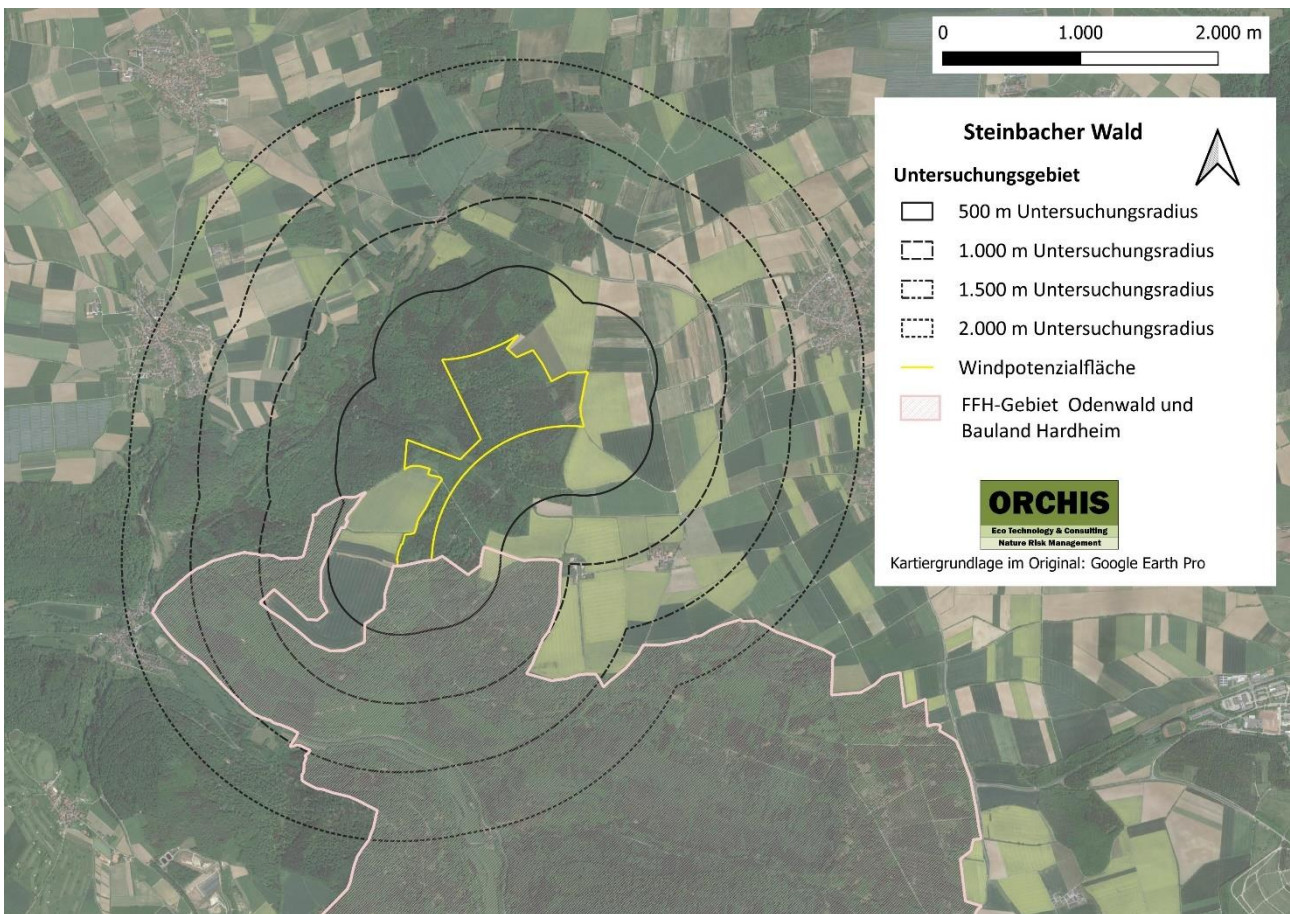 0 1.000 2.000 m
Steinbacher Wald
Untersuchungsgebiet
500 m Untersuchungsradius
1.000 m Untersuchungsradius
1.500 m Untersuchungsradius
2.000 m Untersuchungsradius
Windpotenzialfläche
FFH-Gebiet Odenwald und
Bauland Hardheim
ORCHIS
Eco Technology & Consulting
Nature Risk Management
Kartiergrundlage im Original: Google Earth Pro